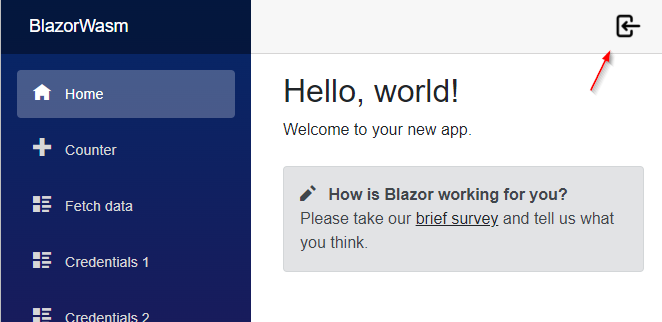 BlazorWasm
Home
Counter
Fetch data
Credentials 1
Credentials 2
Hello, world!
Welcome to your new app.
How is Blazor working for you?
Please take our brief survey and tell us what
you think.